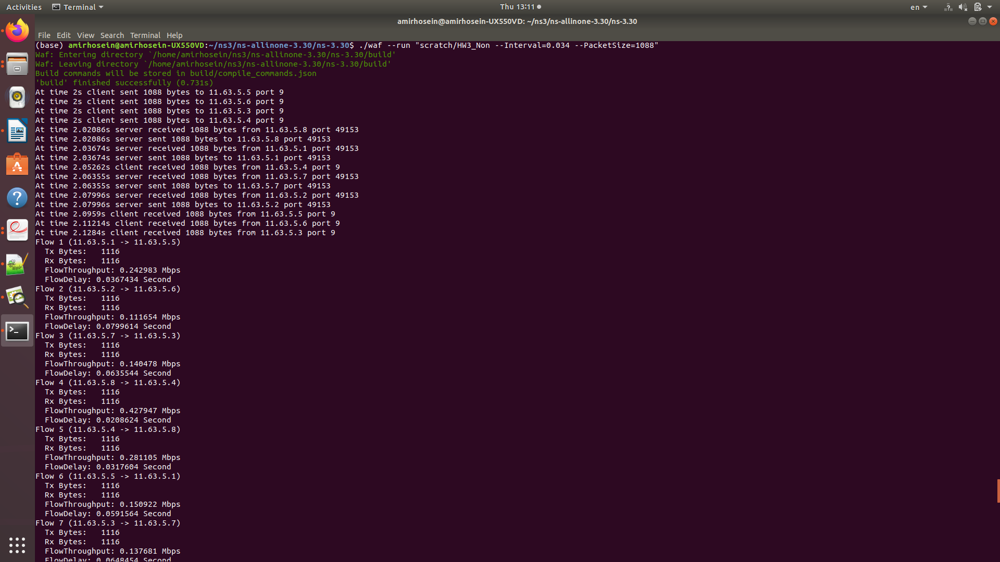 Activities Terminal Thu 13:11 en
amirhosein@amirhosein-UX550VD: ~/ns3/ns-allinone-3.30/ns-3.30
File Edit View Search Terminal Help
(base) amirhosein@amirhosein-UX550VD:~/ns3/ns-allinone-3.30/ns-3.30$ ./waf --run "scratch/HW3_Non --Interval=0.034 --PacketSize=1088"
Waf: Entering directory `/home/amirhosein/ns3/ns-allinone-3.30/ns-3.30/build'
Waf: Leaving directory `/home/amirhosein/ns3/ns-allinone-3.30/ns-3.30/build'
Build commands will be stored in build/compile_commands.json
'build' finished successfully (0.731s)
At time 2s client sent 1088 bytes to 11.63.5.5 port 9
At time 2s client sent 1088 bytes to 11.63.5.6 port 9
At time 2s client sent 1088 bytes to 11.63.5.3 port 9
At time 2s client sent 1088 bytes to 11.63.5.4 port 9
At time 2.02086s server received 1088 bytes from 11.63.5.8 port 49153
At time 2.02086s server sent 1088 bytes to 11.63.5.8 port 49153
At time 2.03674s server received 1088 bytes from 11.63.5.1 port 49153
At time 2.03674s server sent 1088 bytes to 11.63.5.1 port 49153
At time 2.05262s client received 1088 bytes from 11.63.5.4 port 9
At time 2.06355s server received 1088 bytes from 11.63.5.7 port 49153
At time 2.06355s server sent 1088 bytes to 11.63.5.7 port 49153
At time 2.07996s server received 1088 bytes from 11.63.5.2 port 49153
At time 2.07996s server sent 1088 bytes to 11.63.5.2 port 49153
At time 2.0959s client received 1088 bytes from 11.63.5.5 port 9
At time 2.11214s client received 1088 bytes from 11.63.5.6 port 9
At time 2.1284s client received 1088 bytes from 11.63.5.3 port 9
Flow 1 (11.63.5.1 -> 11.63.5.5)
Tx Bytes: 1116
Rx Bytes: 1116
FlowThroughput: 0.242983 Mbps
FlowDelay: 0.0367434 Second
Flow 2 (11.63.5.2 -> 11.63.5.6)
Tx Bytes: 1116
Rx Bytes: 1116
FlowThroughput: 0.111654 Mbps
FlowDelay: 0.0799614 Second
Flow 3 (11.63.5.7 -> 11.63.5.3)
Tx Bytes: 1116
Rx Bytes: 1116
FlowThroughput: 0.140478 Mbps
FlowDelay: 0.0635544 Second
Flow 4 (11.63.5.8 -> 11.63.5.4)
Tx Bytes: 1116
Rx Bytes: 1116
FlowThroughput: 0.427947 Mbps
FlowDelay: 0.0208624 Second
Flow 5 (11.63.5.4 -> 11.63.5.8)
Tx Bytes: 1116
Rx Bytes: 1116
FlowThroughput: 0.281105 Mbps
FlowDelay: 0.0317604 Second
Flow 6 (11.63.5.5 -> 11.63.5.1)
Tx Bytes: 1116
Rx Bytes: 1116
FlowThroughput: 0.150922 Mbps
FlowDelay: 0.0591564 Second
Flow 7 (11.63.5.3 -> 11.63.5.7)
Tx Bytes: 1116
Rx Bytes: 1116
FlowThroughput: 0.137681 Mbps
FlowDelay: 0.0648454 Second